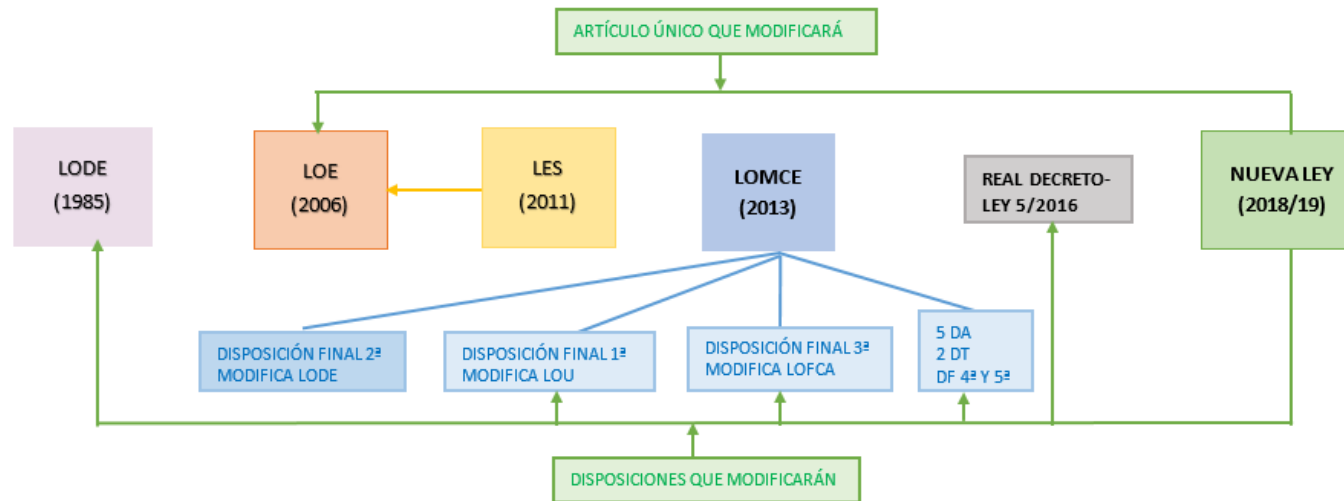 ARTÍCULO ÚNICO QUE MODIFICARÁ
LODE
(1985)
LOE
(2006)
LES
(2011)
LOMCE
(2013)
REAL DECRETO-
LEY 5/2016
NUEVA LEY
(2018/19)
DISPOSICIÓN FINAL 2ª
MODIFICA LODE
DISPOSICIÓN FINAL 1ª
MODIFICA LOU
DISPOSICIÓN FINAL 3ª
MODIFICA LOFCA
5 DA
2 DT
DF 4ª Y 5ª
DISPOSICIONES QUE MODIFICARÁN